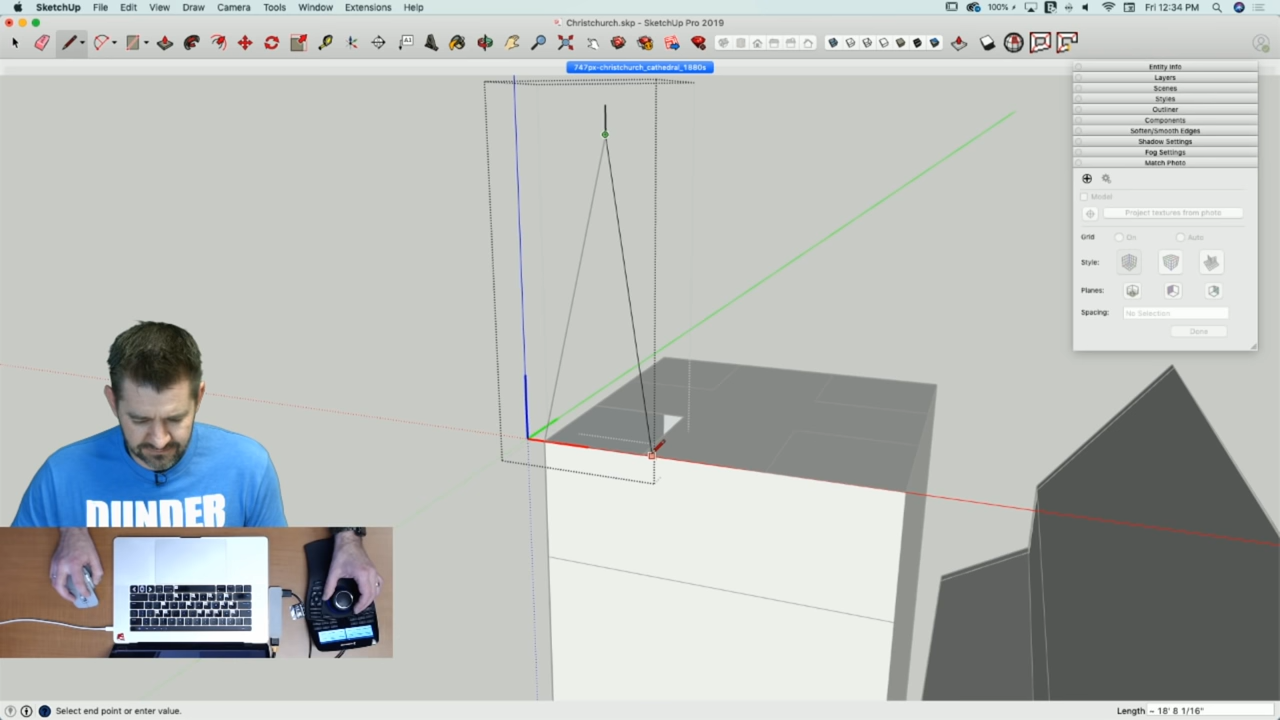 SketchUp File Edit View Draw Camera Tools Window Extensions Help
100% Fri 12:34 PM
Christchurch.skp - SketchUp Pro 2019
747px-christchurch_cathedral_1880s
Entity Info
Layers
Scenes
Styles
Outliner
Components
Soften/Smooth Edges
Shadow Settings
Fog Settings
Match Photo
Model
Project textures from photo
Grid On Auto
Style:
Planes:
Spacing: No Selection
Done
DUNDER
Select end point or enter value.
Length ~ 18' 8 1/16"